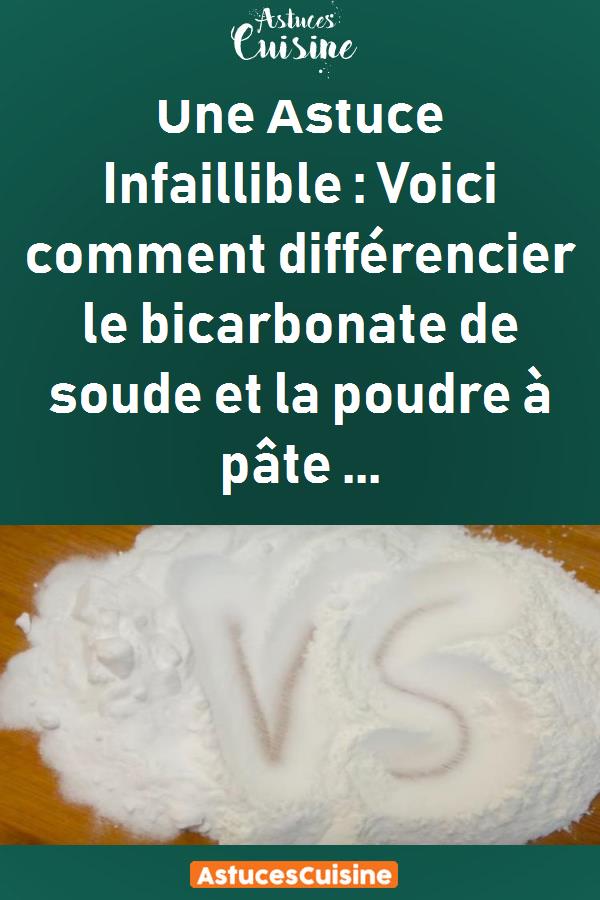 Astuces
Cuisine
Une Astuce
Infaillible : Voici
comment différencier
le bicarbonate de
soude et la poudre à
pâte ...
VS
AstucesCuisine